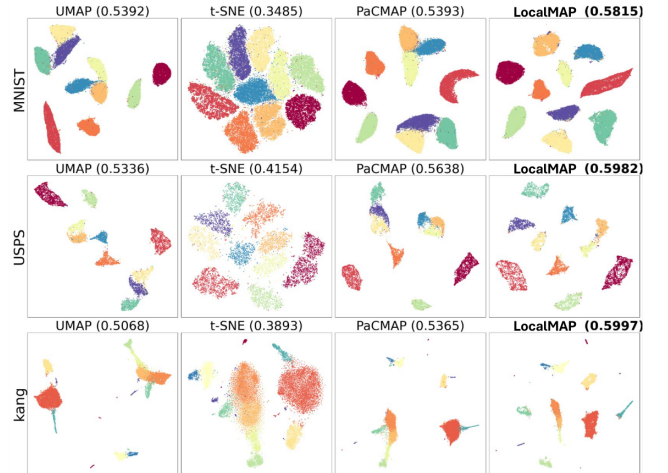 UMAP (0.5392) t-SNE (0.3485) PaCMAP (0.5393) LocalMAP (0.5815)
MNIST
UMAP (0.5336) t-SNE (0.4154) PaCMAP (0.5638) LocalMAP (0.5982)
USPS
UMAP (0.5068) t-SNE (0.3893) PaCMAP (0.5365) LocalMAP (0.5997)
kang